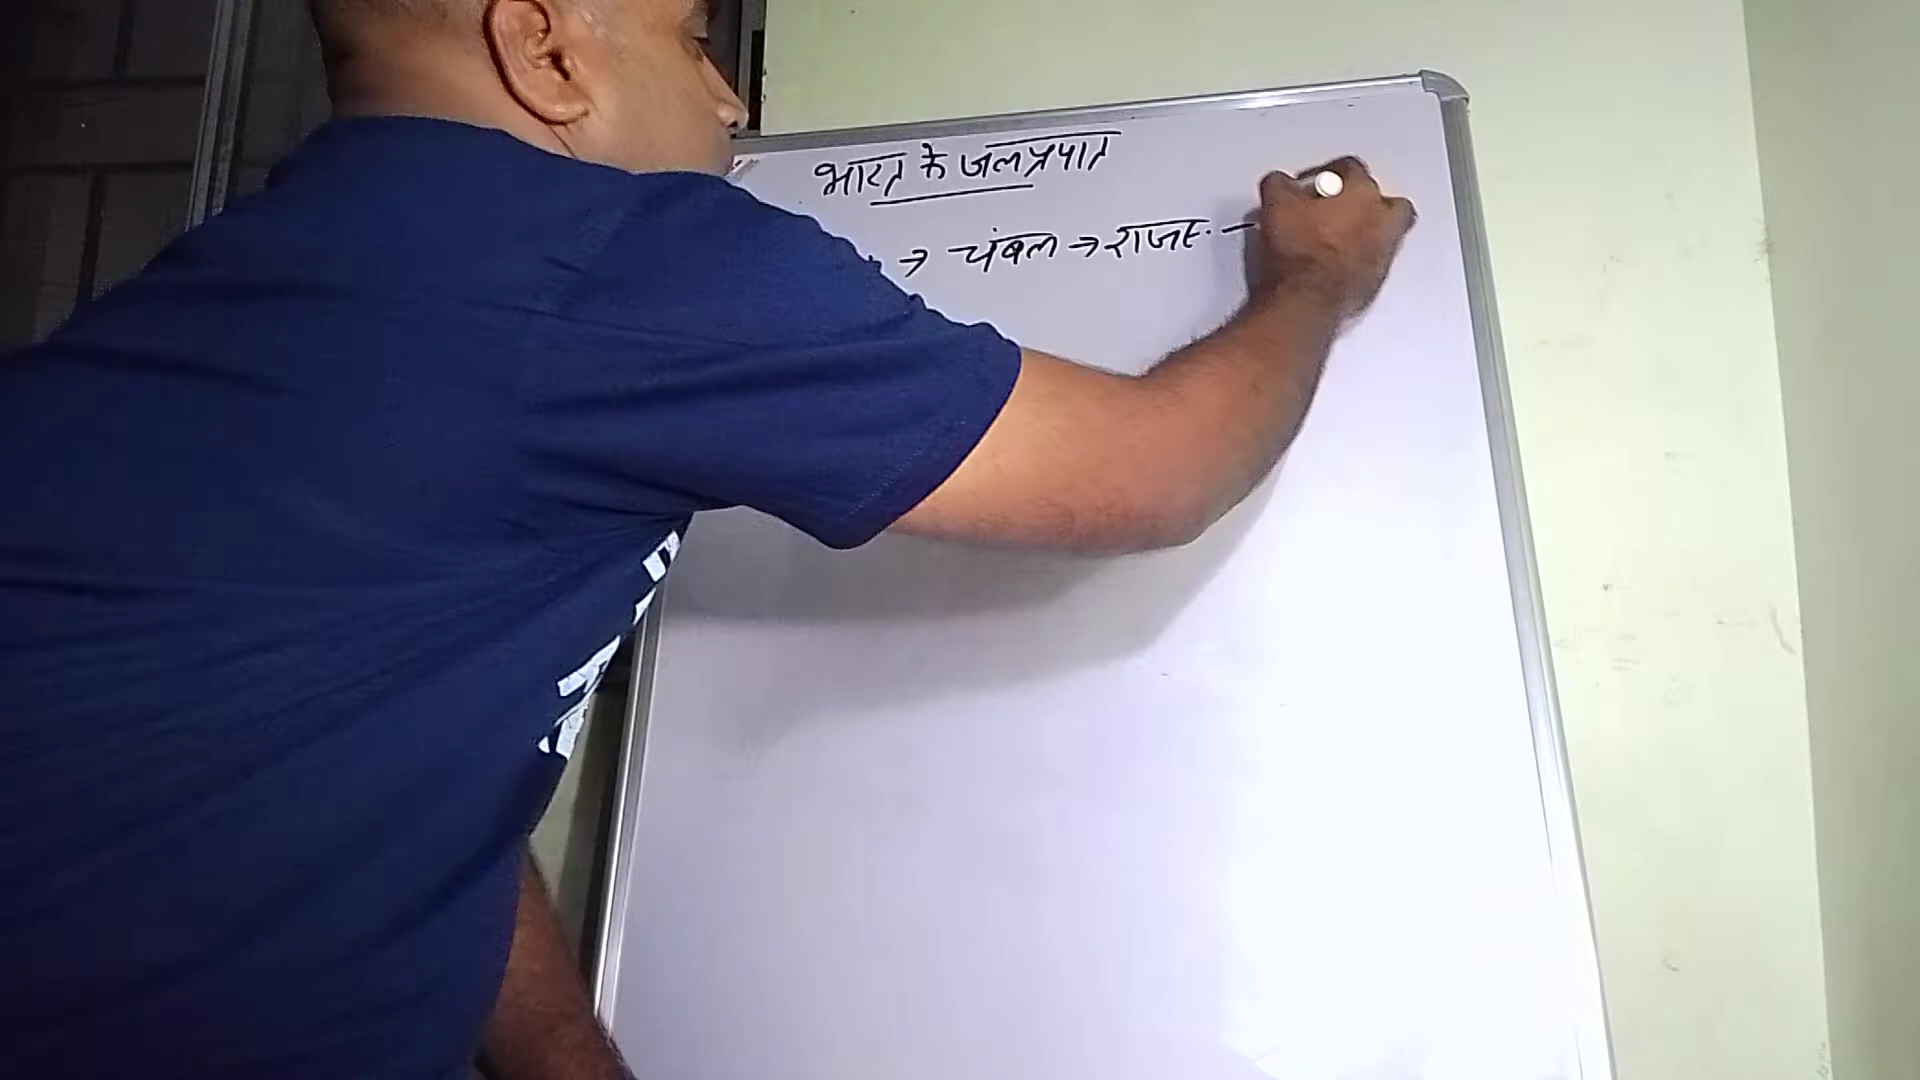 भारत के जलप्रपात
→ चंबल → राज. –